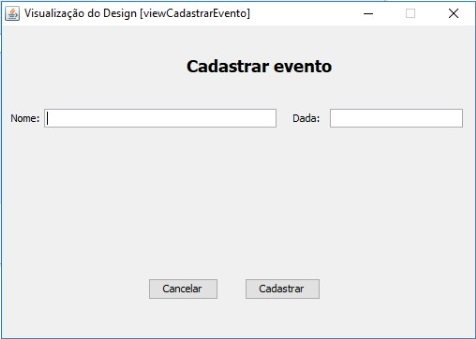 Visualização do Design [viewCadastrarEvento]
Cadastrar evento
Nome: Dada:
Cancelar Cadastrar